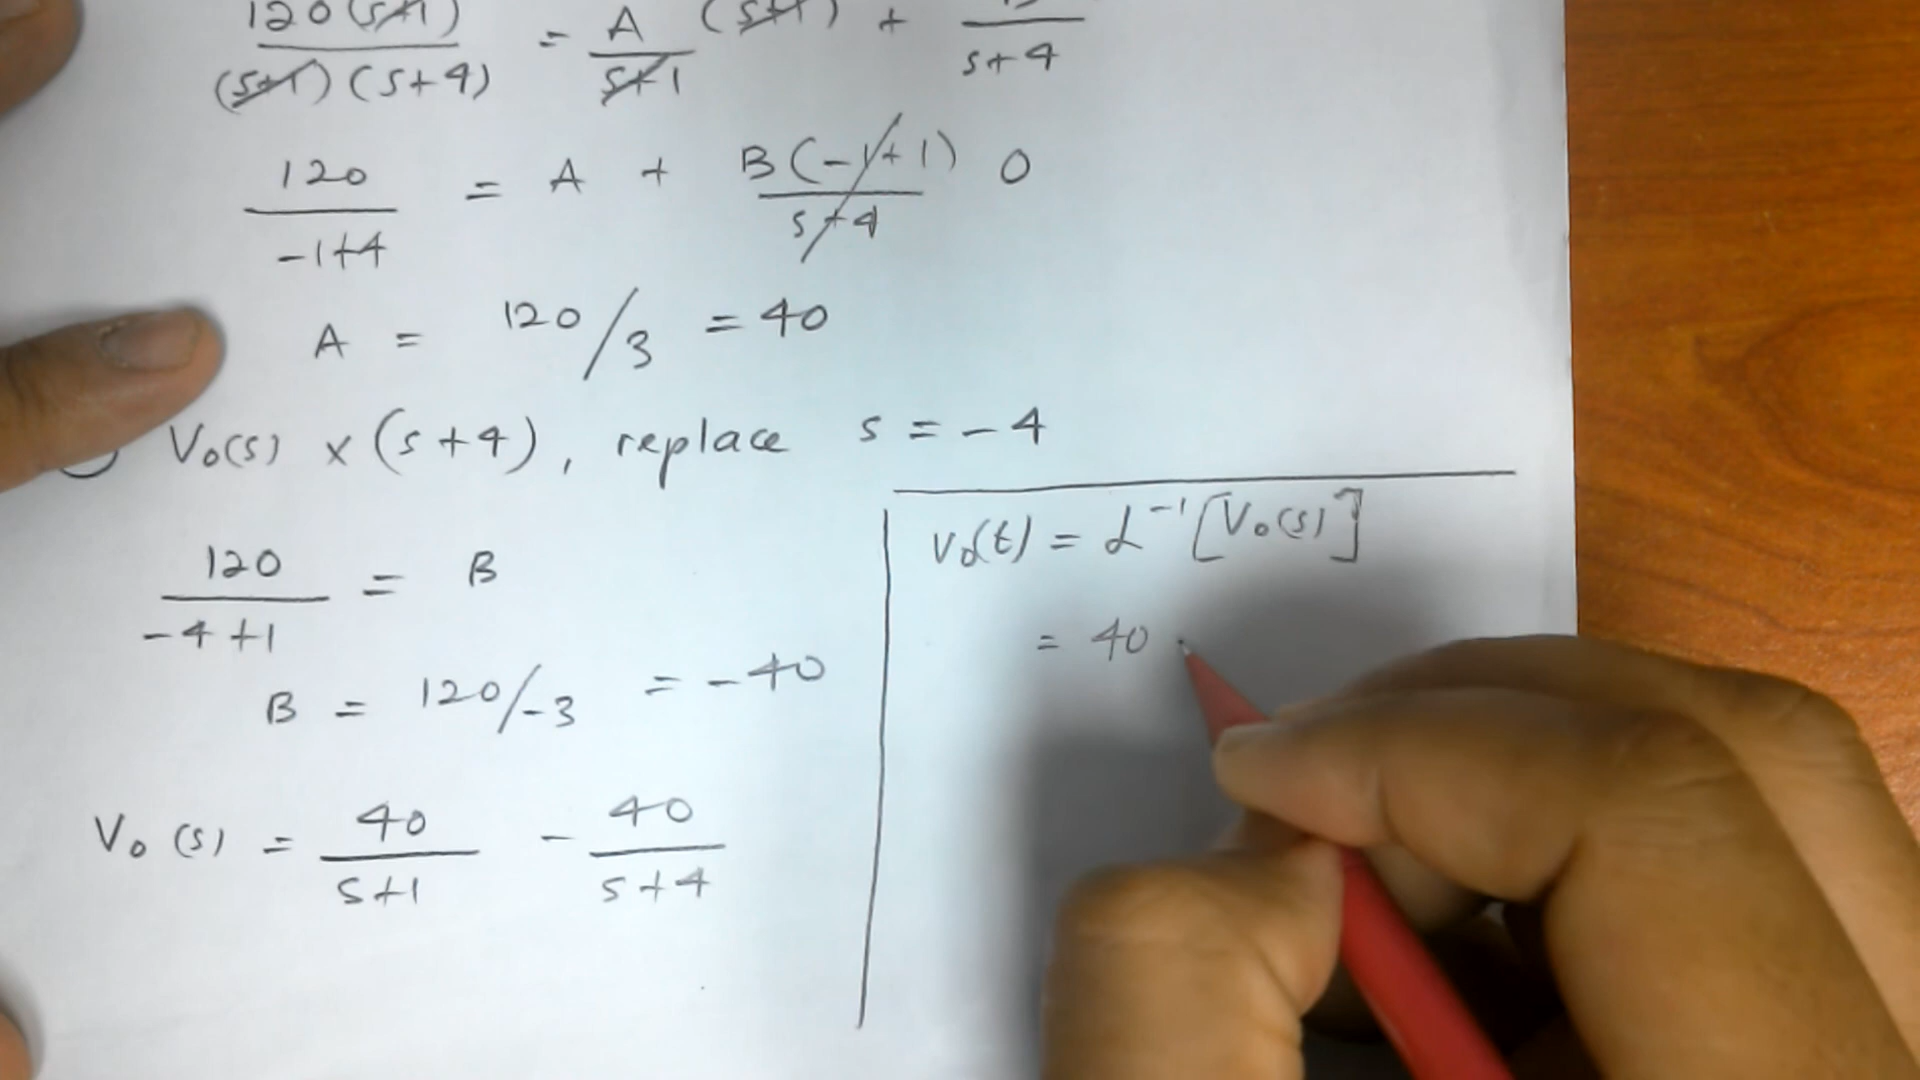 120(s+1) / (s+1)(s+4) = A / s+1 (s+1) + / s+4
120 / -1+4 = A + B(-1+1) / s+4 0
A = 120/3 = 40
Vo(s) × (s+4), replace s = -4
120 / -4+1 = B
B = 120/-3 = -40
Vo(s) = 40 / s+1 - 40 / s+4
vo(t) = L⁻¹[Vo(s)]
= 40